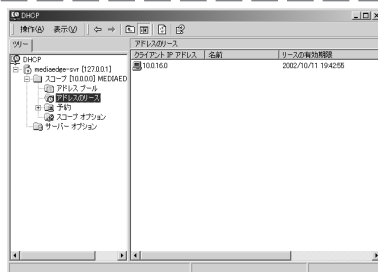 DHCP
操作(A) 表示(V)
ツリー
アドレスのリース
DHCP
mediaedge-svr [127.0.0.1]
スコープ [10.0.0.0] MEDIAED
アドレス プール
アドレスのリース
予約
スコープ オプション
サーバー オプション
クライアント IP アドレス 名前 リースの有効期限
10.0.16.0 2002/10/11 19:42:55